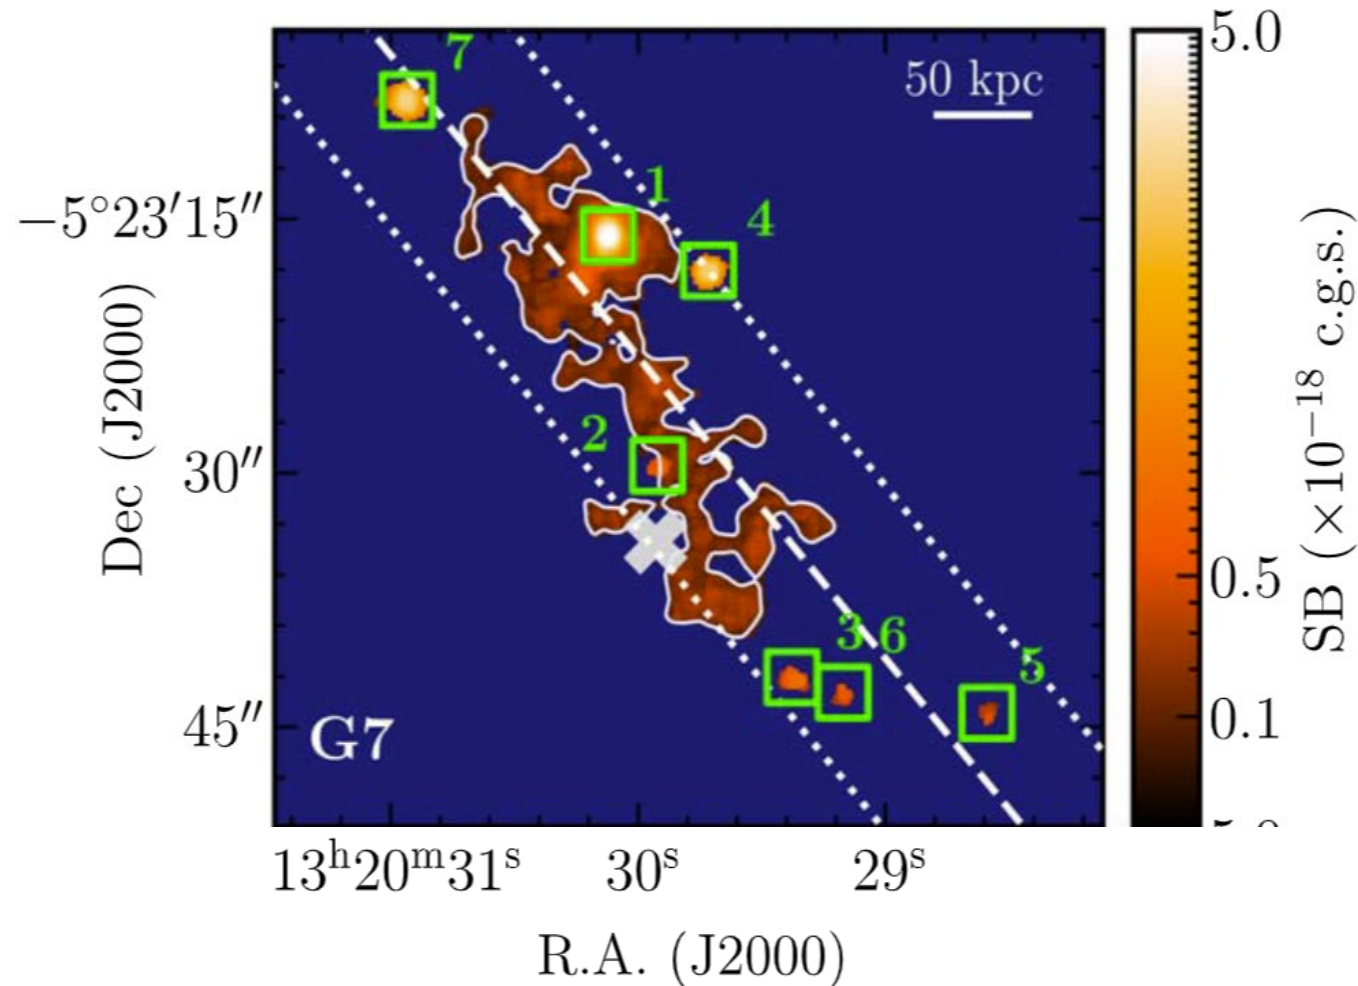 7
5.0
50 kpc
1
4
−5°23′15″
2
30″
3 6
5
0.5
0.1
45″
G7
13ʰ20ᵐ31ˢ 30ˢ 29ˢ
R.A. (J2000)
Dec (J2000)
SB (×10⁻¹⁸ c.g.s.)